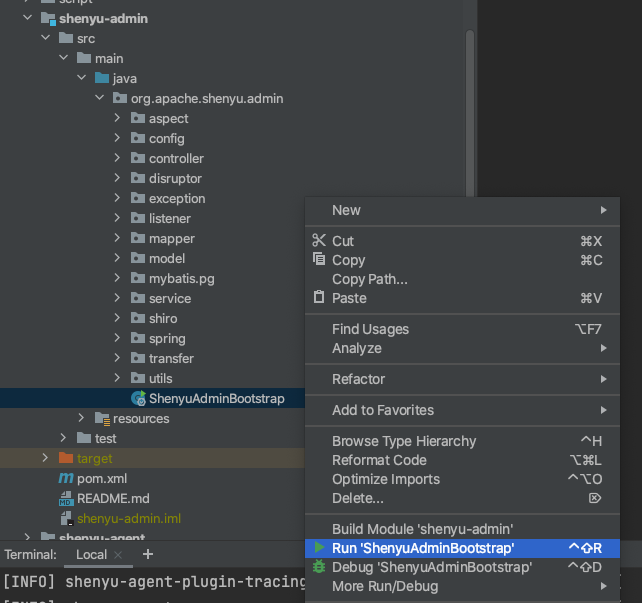 script
shenyu-admin
src
main
java
org.apache.shenyu.admin
aspect
config
controller
disruptor
exception
listener
mapper
model
mybatis.pg
service
shiro
spring
transfer
utils
ShenyuAdminBootstrap
resources
test
target
pom.xml
README.md
shenyu-admin.iml
shenyu-agent
Terminal: Local × +
[INFO] shenyu-agent-plugin-tracing
New
Cut ⌘X
Copy ⌘C
Copy Path...
Paste ⌘V
Find Usages ⌥F7
Analyze
Refactor
Add to Favorites
Browse Type Hierarchy ^H
Reformat Code ⌥⌘L
Optimize Imports ^⌥O
Delete... ⌦
Build Module 'shenyu-admin'
Run 'ShenyuAdminBootstrap' ^⇧R
Debug 'ShenyuAdminBootstrap' ^⇧D
More Run/Debug